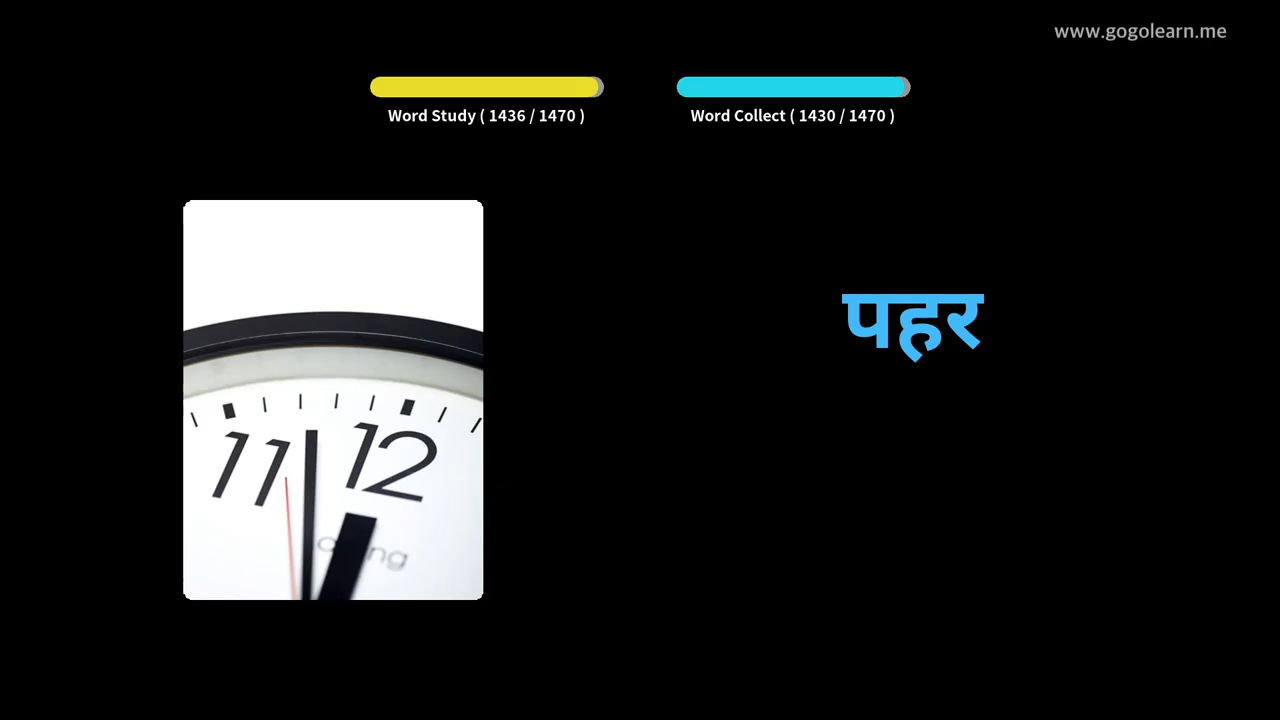 www.gogolearn.me
Word Study ( 1436 / 1470 )
Word Collect ( 1430 / 1470 )
पहर
11
12